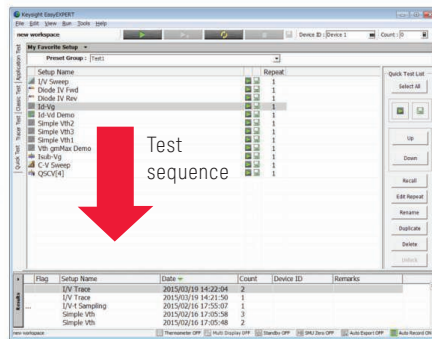 Keysight EasyEXPERT
File Edit View Run Tools Help
new workspace Device ID : Device 1 Count : 0
My Favorite Setup
Preset Group : Test1
Setup Name Repeat
I/V Sweep 1
Diode IV Fwd 1
Diode IV Rev 1
Id-Vg 1
Id-Vd Demo 1
Simple Vth2 1
Simple Vth3 1
Simple Vth1 1
Vth gmMax Demo 1
Isub-Vg 1
C-V Sweep 1
QSCV[4] 1
Test
sequence
Application Test
Classic Test
Tracer Test
Quick Test
Quick Test List
Select All
Up
Down
Recall
Edit Repeat
Rename
Duplicate
Delete
Unlock
Results
Flag Setup Name Date Count Device ID Remarks
I/V Trace 2015/03/19 14:22:04 2
I/V Trace 2015/03/19 14:21:50 1
... I/V-t Sampling 2015/02/16 17:55:07 1
Simple Vth 2015/02/16 17:05:58 3
Simple Vth 2015/02/16 17:05:48 2
new workspace Thermometer OFF Multi Display OFF Standby OFF SMU Zero OFF Auto Export OFF Auto Record ON